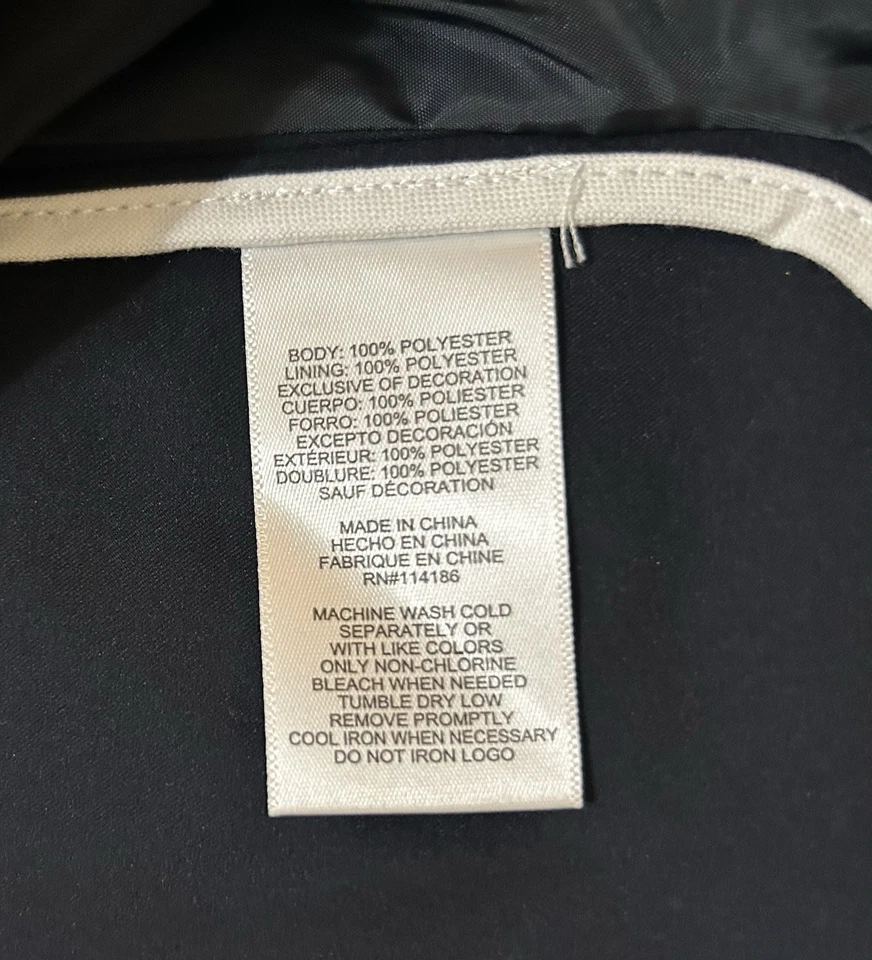 BODY: 100% POLYESTER
LINING: 100% POLYESTER
EXCLUSIVE OF DECORATION
CUERPO: 100% POLIESTER
FORRO: 100% POLIESTER
EXCEPTO DECORACIÓN
EXTÉRIEUR: 100% POLYESTER
DOUBLURE: 100% POLYESTER
SAUF DÉCORATION
MADE IN CHINA
HECHO EN CHINA
FABRIQUE EN CHINE
RN#114186
MACHINE WASH COLD
SEPARATELY OR
WITH LIKE COLORS
ONLY NON-CHLORINE
BLEACH WHEN NEEDED
TUMBLE DRY LOW
REMOVE PROMPTLY
COOL IRON WHEN NECESSARY
DO NOT IRON LOGO